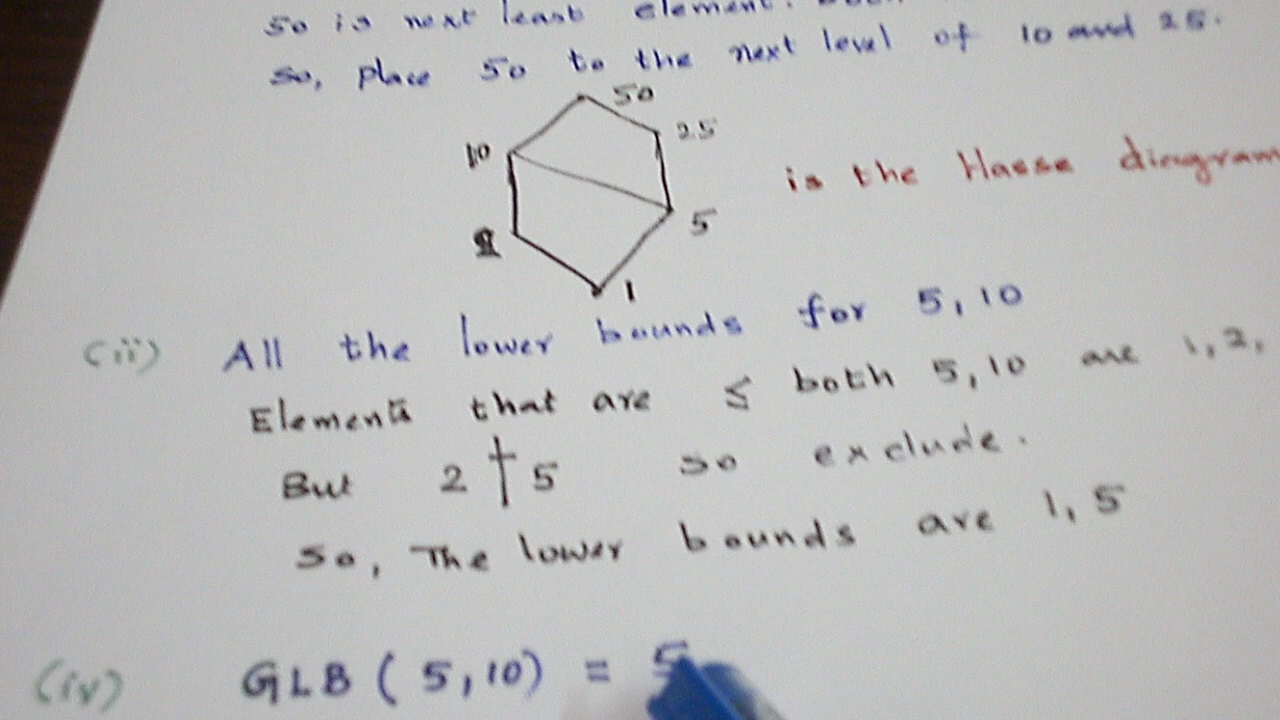 50 is next least element.
So, place 50 to the next level of 10 and 25.
50
25
10
5
1
is the Hasse diagram
(ii) All the lower bounds for 5, 10
Elements that are ≤ both 5, 10 are 1, 2,
But 2 † 5 so exclude.
So, The lower bounds are 1, 5
(iv) GLB ( 5, 10) = 5